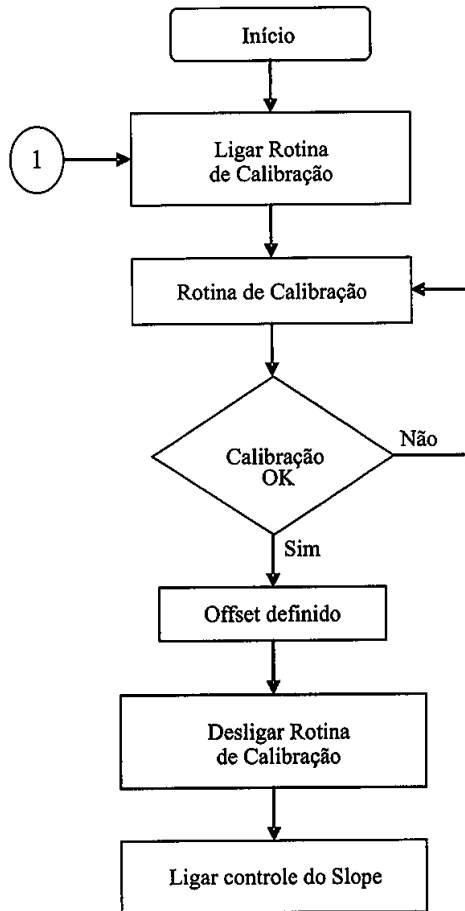 Início
1
Ligar Rotina
de Calibração
Rotina de Calibração
Calibração
OK
Não
Sim
Offset definido
Desligar Rotina
de Calibração
Ligar controle do Slope